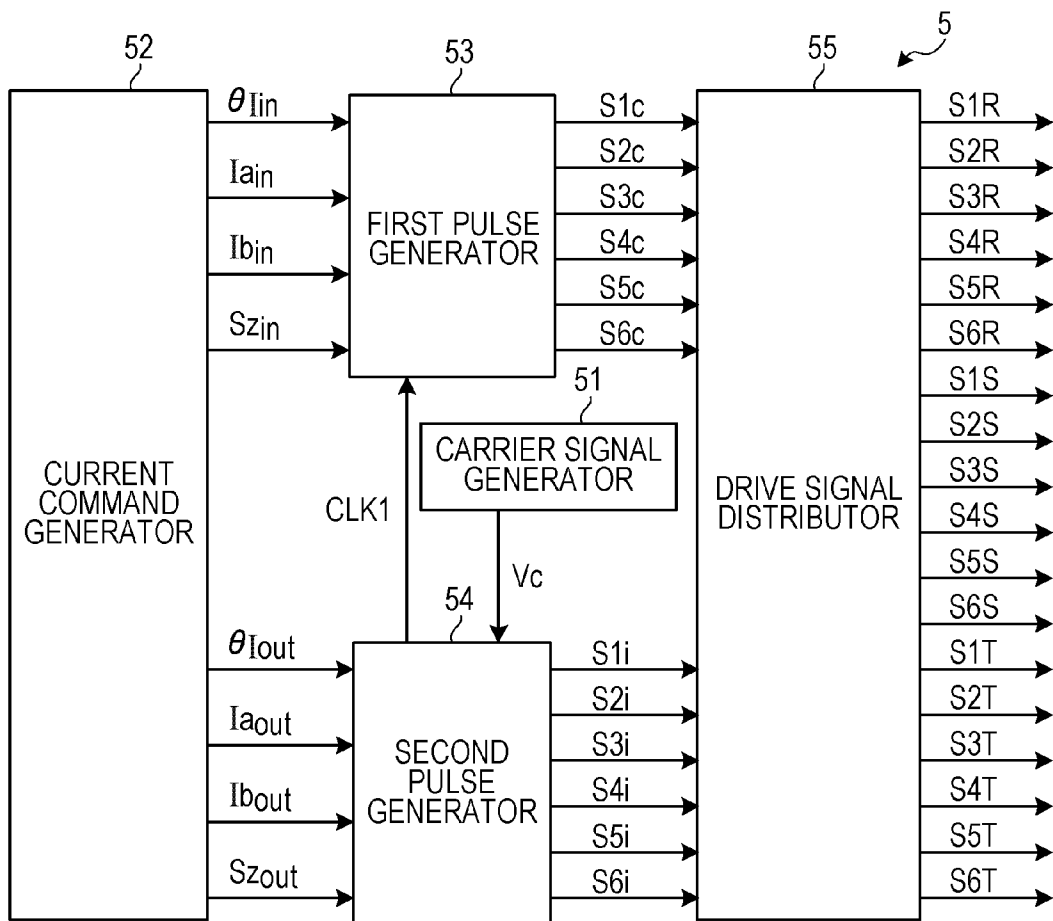 5
52
53
55
θIin
Iain
Ibin
Szin
FIRST PULSE
GENERATOR
S1c
S2c
S3c
S4c
S5c
S6c
51
CARRIER SIGNAL
GENERATOR
CURRENT
COMMAND
GENERATOR
CLK1
Vc
54
DRIVE SIGNAL
DISTRIBUTOR
θIout
Iaout
Ibout
Szout
SECOND
PULSE
GENERATOR
S1i
S2i
S3i
S4i
S5i
S6i
S1R
S2R
S3R
S4R
S5R
S6R
S1S
S2S
S3S
S4S
S5S
S6S
S1T
S2T
S3T
S4T
S5T
S6T